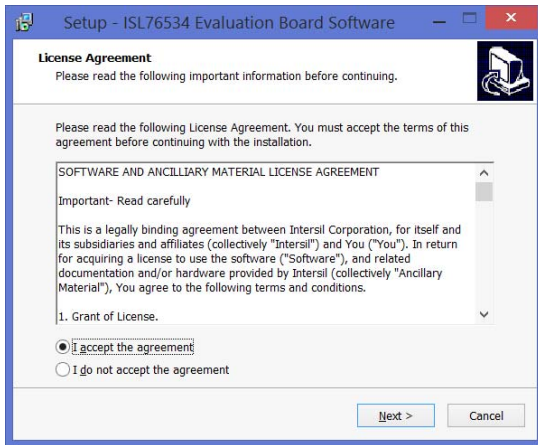 Setup - ISL76534 Evaluation Board Software
License Agreement
Please read the following important information before continuing.
Please read the following License Agreement. You must accept the terms of this
agreement before continuing with the installation.
SOFTWARE AND ANCILLIARY MATERIAL LICENSE AGREEMENT
Important- Read carefully
This is a legally binding agreement between Intersil Corporation, for itself and
its subsidiaries and affiliates (collectively "Intersil") and You ("You"). In return
for acquiring a license to use the software ("Software"), and related
documentation and/or hardware provided by Intersil (collectively "Ancillary
Material"), You agree to the following terms and conditions.
1. Grant of License.
I accept the agreement
I do not accept the agreement
Next >
Cancel